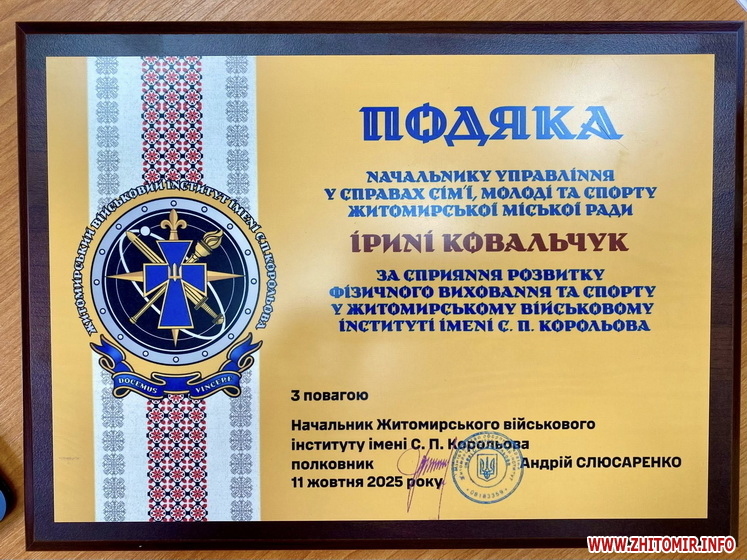 ПОДЯКА
НАЧАЛЬНИКУ УПРАВЛІННЯ
У СПРАВАХ СІМ'Ї, МОЛОДІ ТА СПОРТУ
ЖИТОМИРСЬКОЇ МІСЬКОЇ РАДИ
ІРИНІ КОВАЛЬЧУК
ЗА СПРИЯННЯ РОЗВИТКУ
ФІЗИЧНОГО ВИХОВАННЯ ТА СПОРТУ
У ЖИТОМИРСЬКОМУ ВІЙСЬКОВОМУ
ІНСТИТУТІ ІМЕНІ С. П. КОРОЛЬОВА
ЖИТОМИРСЬКИЙ ВІЙСЬКОВИЙ ІНСТИТУТ ІМЕНІ С.П.КОРОЛЬОВА
DOCEMUS VINCERE
З повагою
Начальник Житомирського військового
інституту імені С. П. Корольова
полковник Андрій СЛЮСАРЕНКО
11 жовтня 2025 року
WWW.ZHITOMIR.INFO